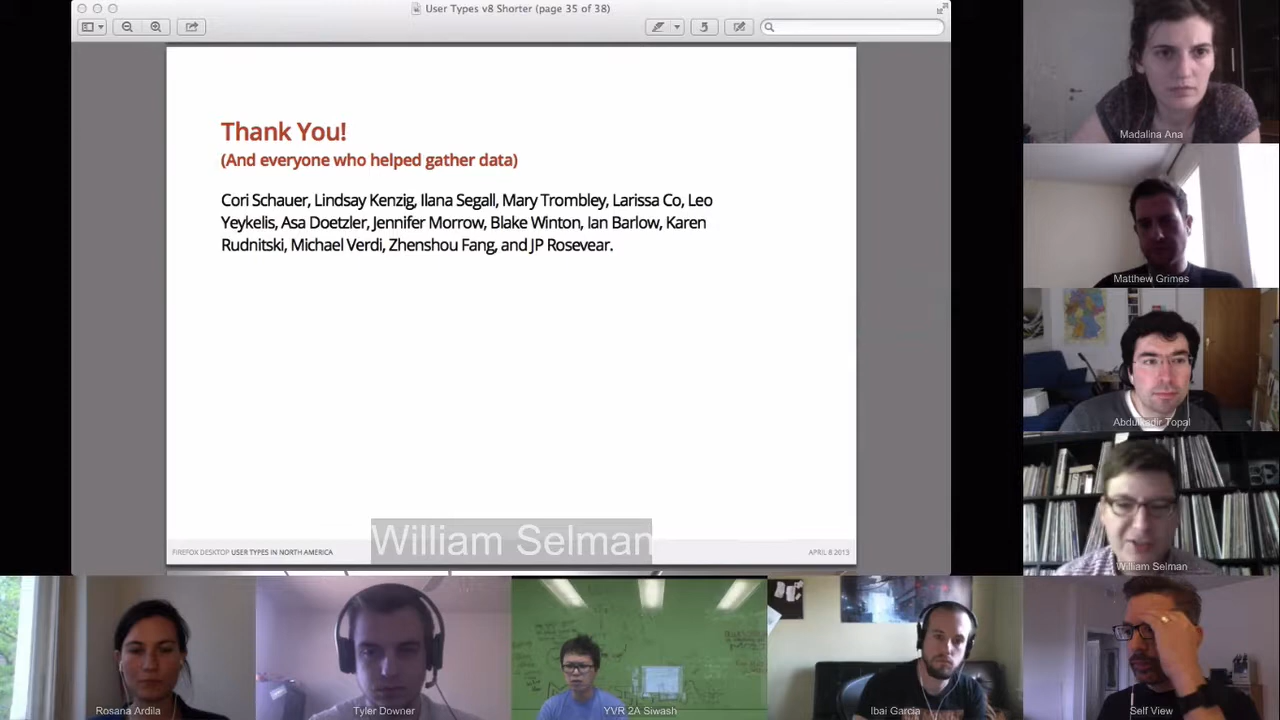 User Types v8 Shorter (page 35 of 38)
Thank You!
(And everyone who helped gather data)
Cori Schauer, Lindsay Kenzig, Ilana Segall, Mary Trombley, Larissa Co, Leo
Yeykelis, Asa Doetzler, Jennifer Morrow, Blake Winton, Ian Barlow, Karen
Rudnitski, Michael Verdi, Zhenshou Fang, and JP Rosevear.
William Selman
FIREFOX DESKTOP USER TYPES IN NORTH AMERICA
APRIL 8 2013
Madalina Ana
Matthew Grimes
Abdulkadir Topal
William Selman
Rosana Ardila
Tyler Downer
YVR 2A Siwash
Ibai Garcia
Self View